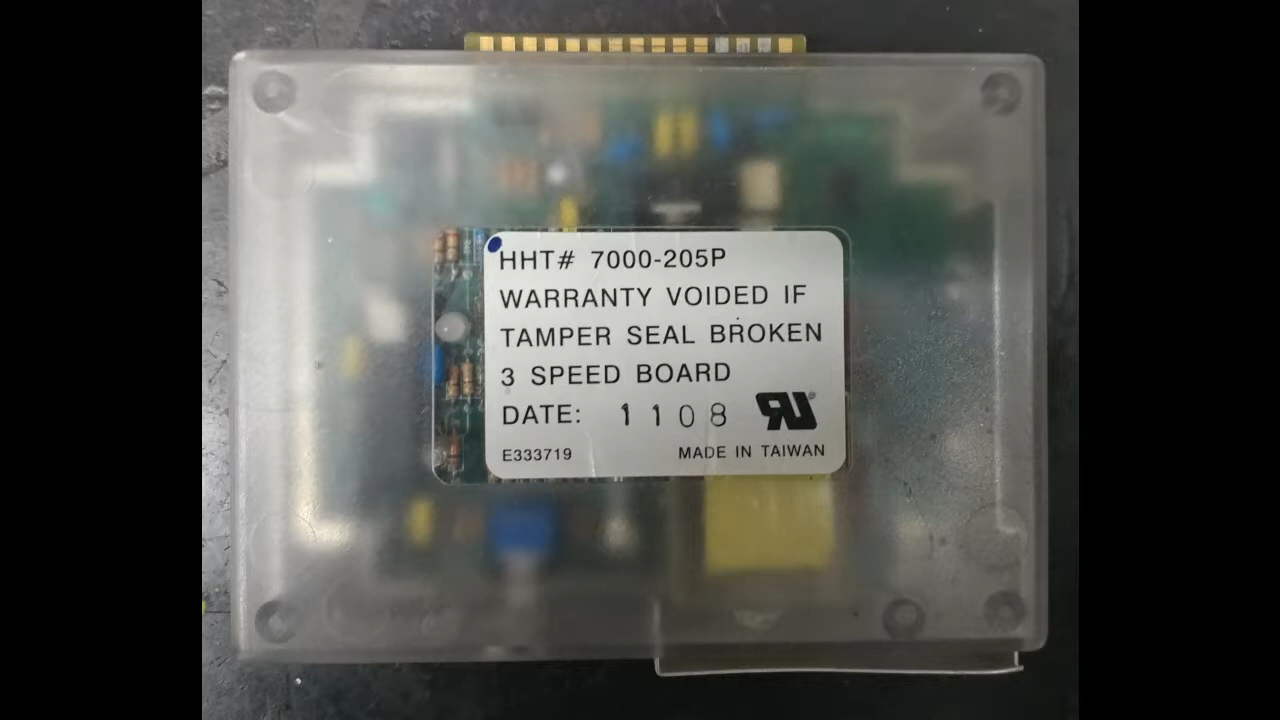 HHT# 7000-205P
WARRANTY VOIDED IF
TAMPER SEAL BROKEN
3 SPEED BOARD
DATE: 1108
E333719 MADE IN TAIWAN